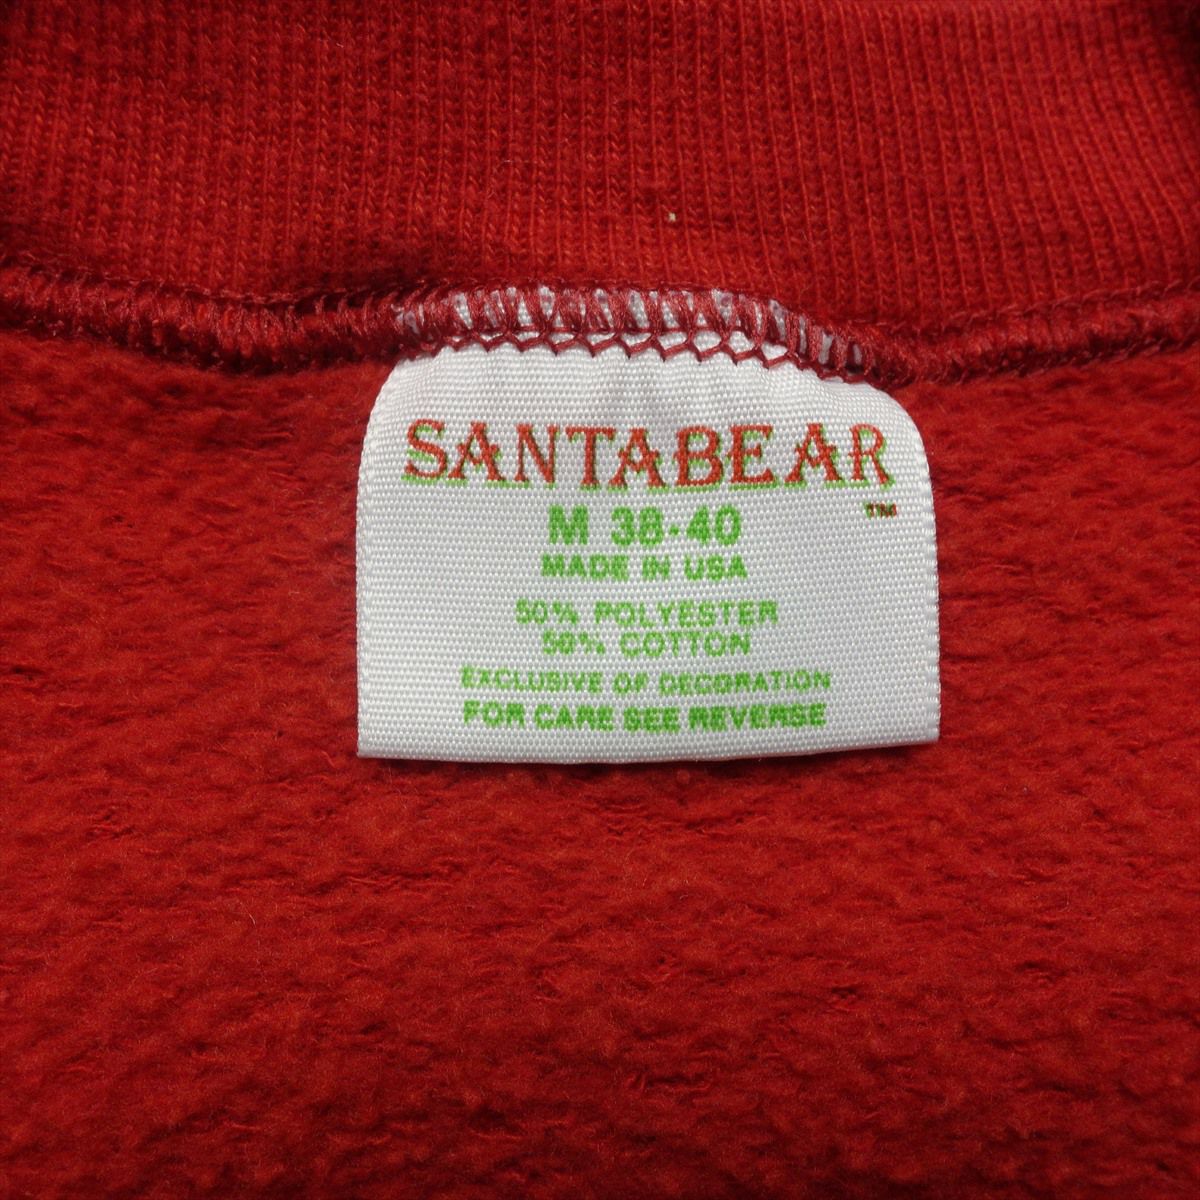 SANTABEAR
TM
M 38-40
MADE IN USA
50% POLYESTER
50% COTTON
EXCLUSIVE OF DECORATION
FOR CARE SEE REVERSE